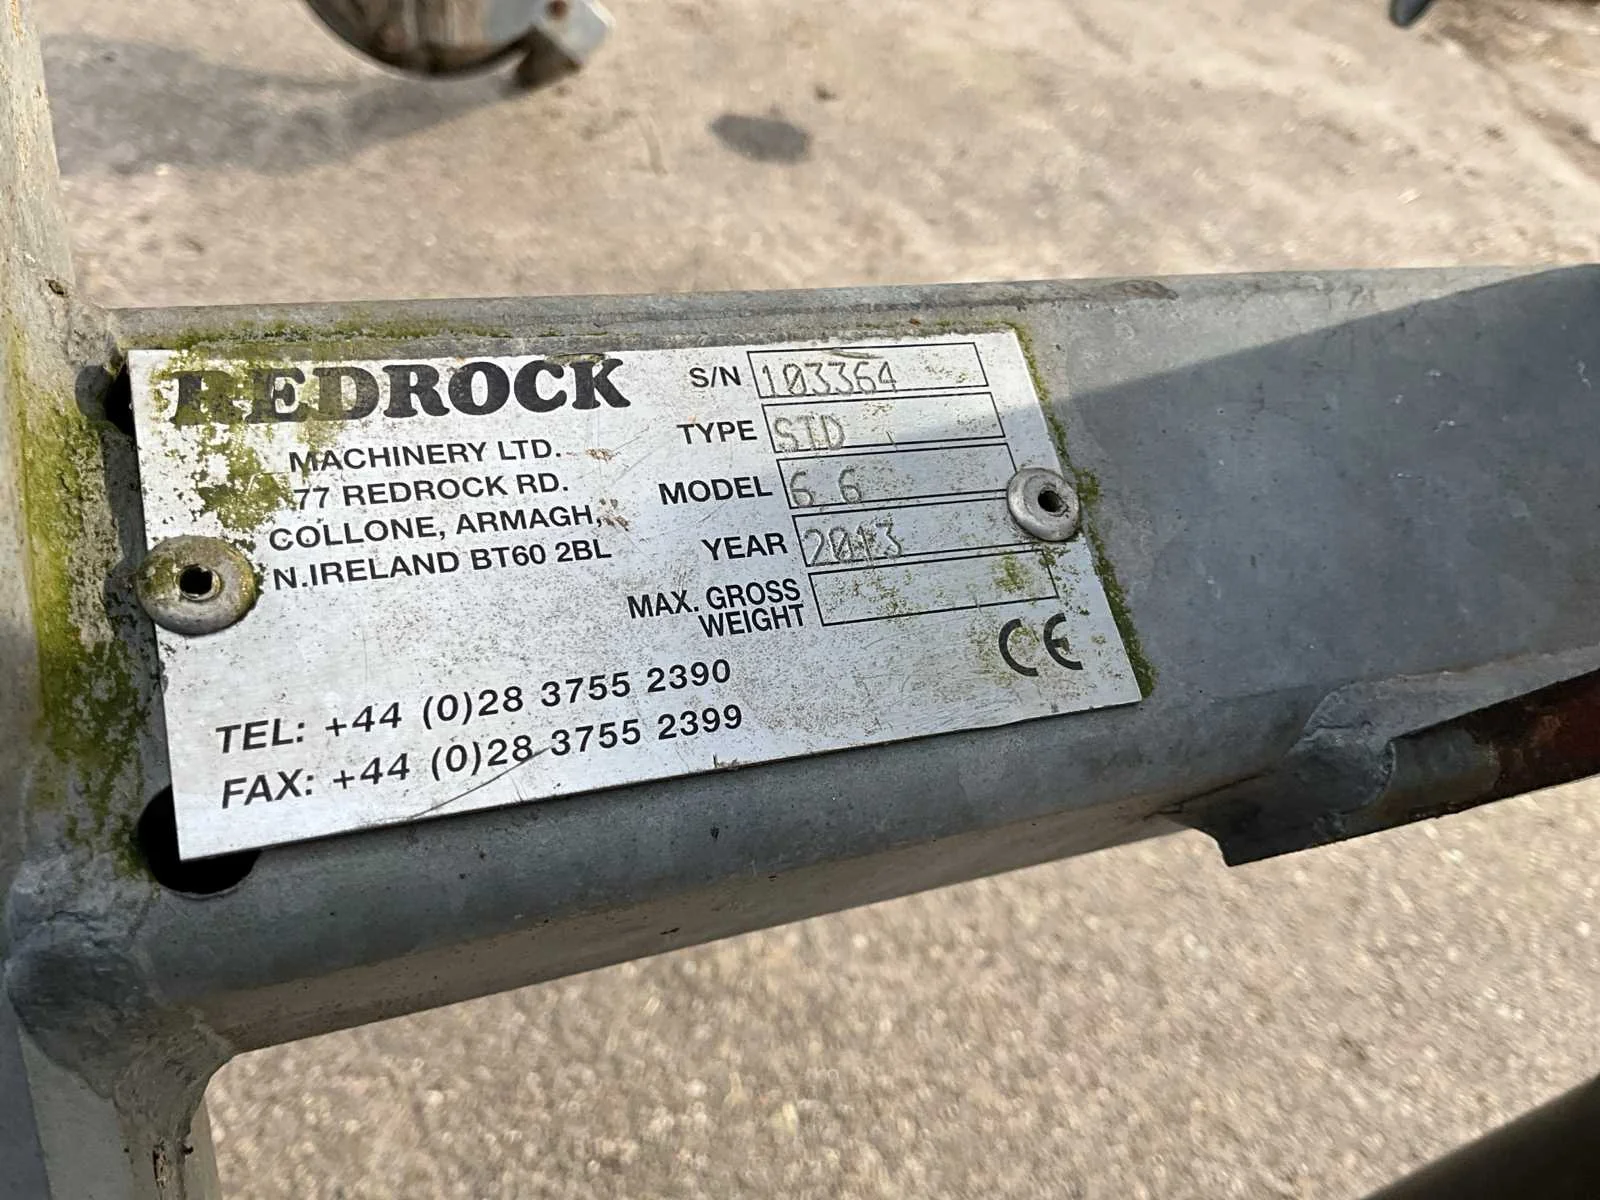 REDROCK
MACHINERY LTD.
77 REDROCK RD.
COLLONE, ARMAGH,
N.IRELAND BT60 2BL
S/N 103364
TYPE STD
MODEL 6.6
YEAR 2013
MAX. GROSS
WEIGHT
CE
TEL: +44 (0)28 3755 2390
FAX: +44 (0)28 3755 2399